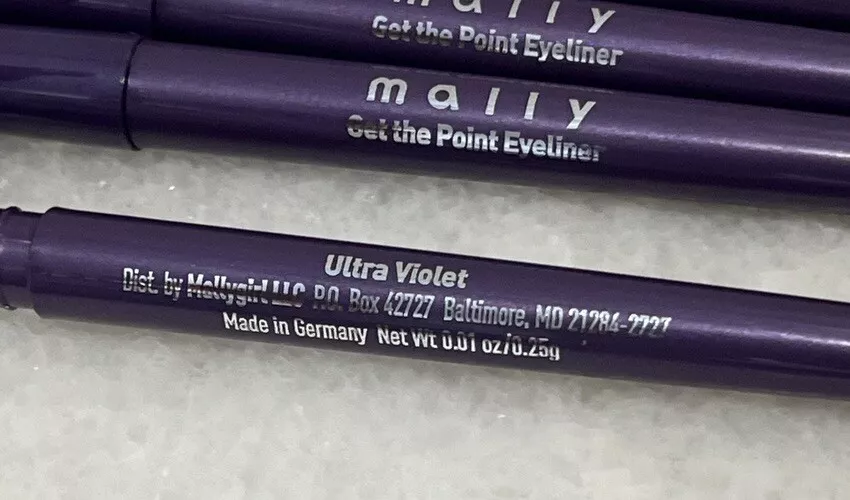 mally
Get the Point Eyeliner
mally
Get the Point Eyeliner
Ultra Violet
Dist. by Mallygirl LLC P.O. Box 42727 Baltimore, MD 21284-2727
Made in Germany Net Wt 0.01 oz/0.25g